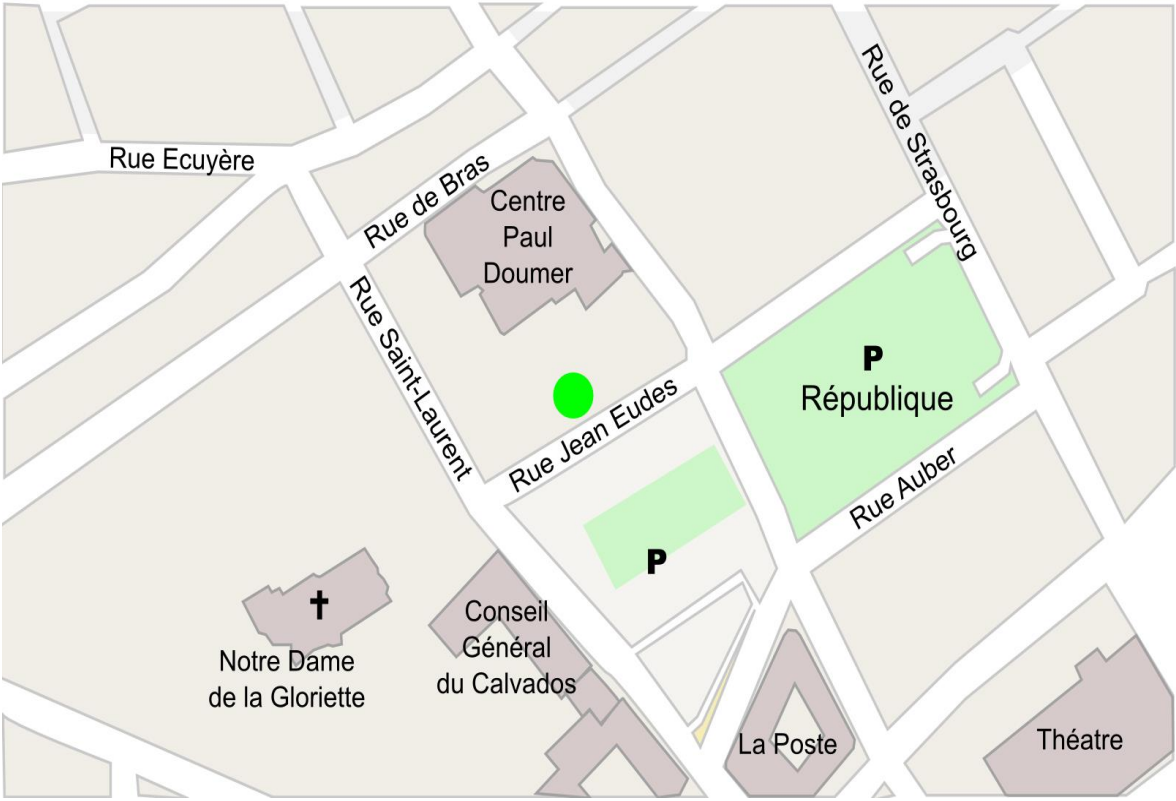 Rue de Strasbourg
Rue Ecuyère
Rue de Bras
Centre
Paul
Doumer
Rue Saint-Laurent
P
République
Rue Jean Eudes
Rue Auber
P
Conseil
Général
du Calvados
Notre Dame
de la Gloriette
La Poste
Théatre